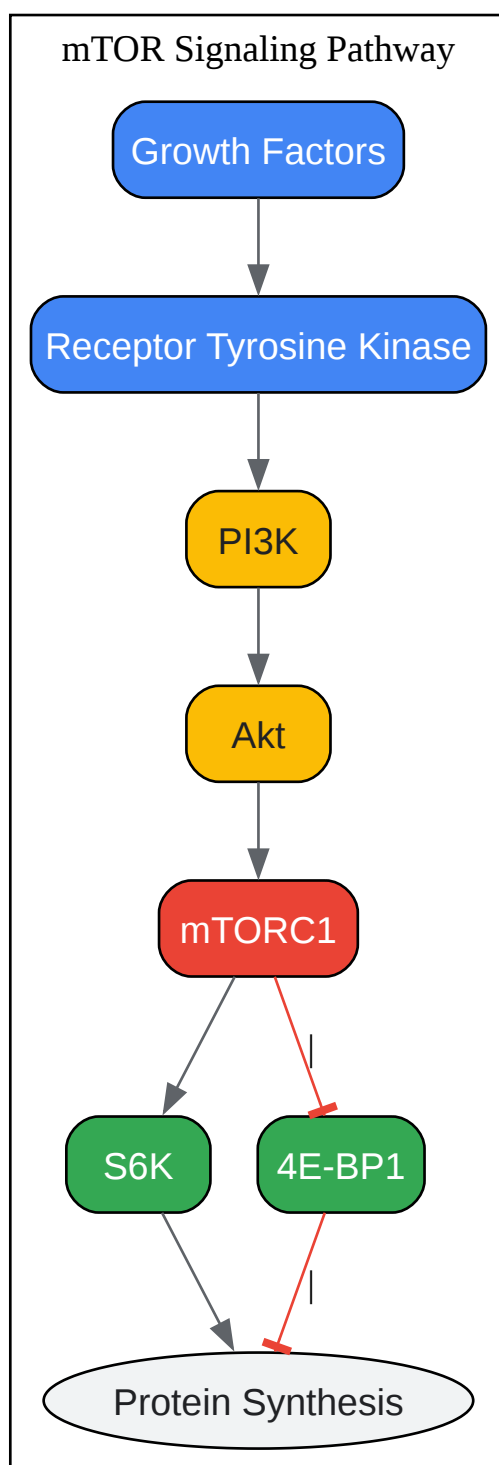 mTOR Signaling Pathway
Growth Factors
Receptor Tyrosine Kinase
PI3K
Akt
mTORC1
|
S6K
4E-BP1
|
Protein Synthesis